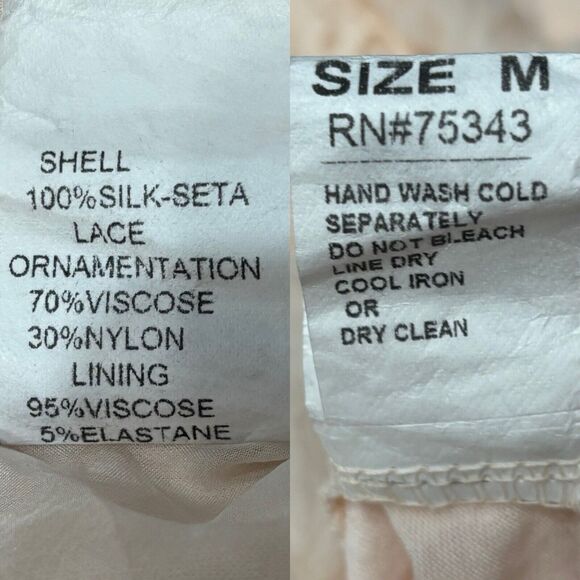 SHELL
100%SILK-SETA
LACE
ORNAMENTATION
70%VISCOSE
30%NYLON
LINING
95%VISCOSE
5%ELASTANE
SIZE M
RN#75343
HAND WASH COLD
SEPARATELY
DO NOT BLEACH
LINE DRY
COOL IRON
OR
DRY CLEAN